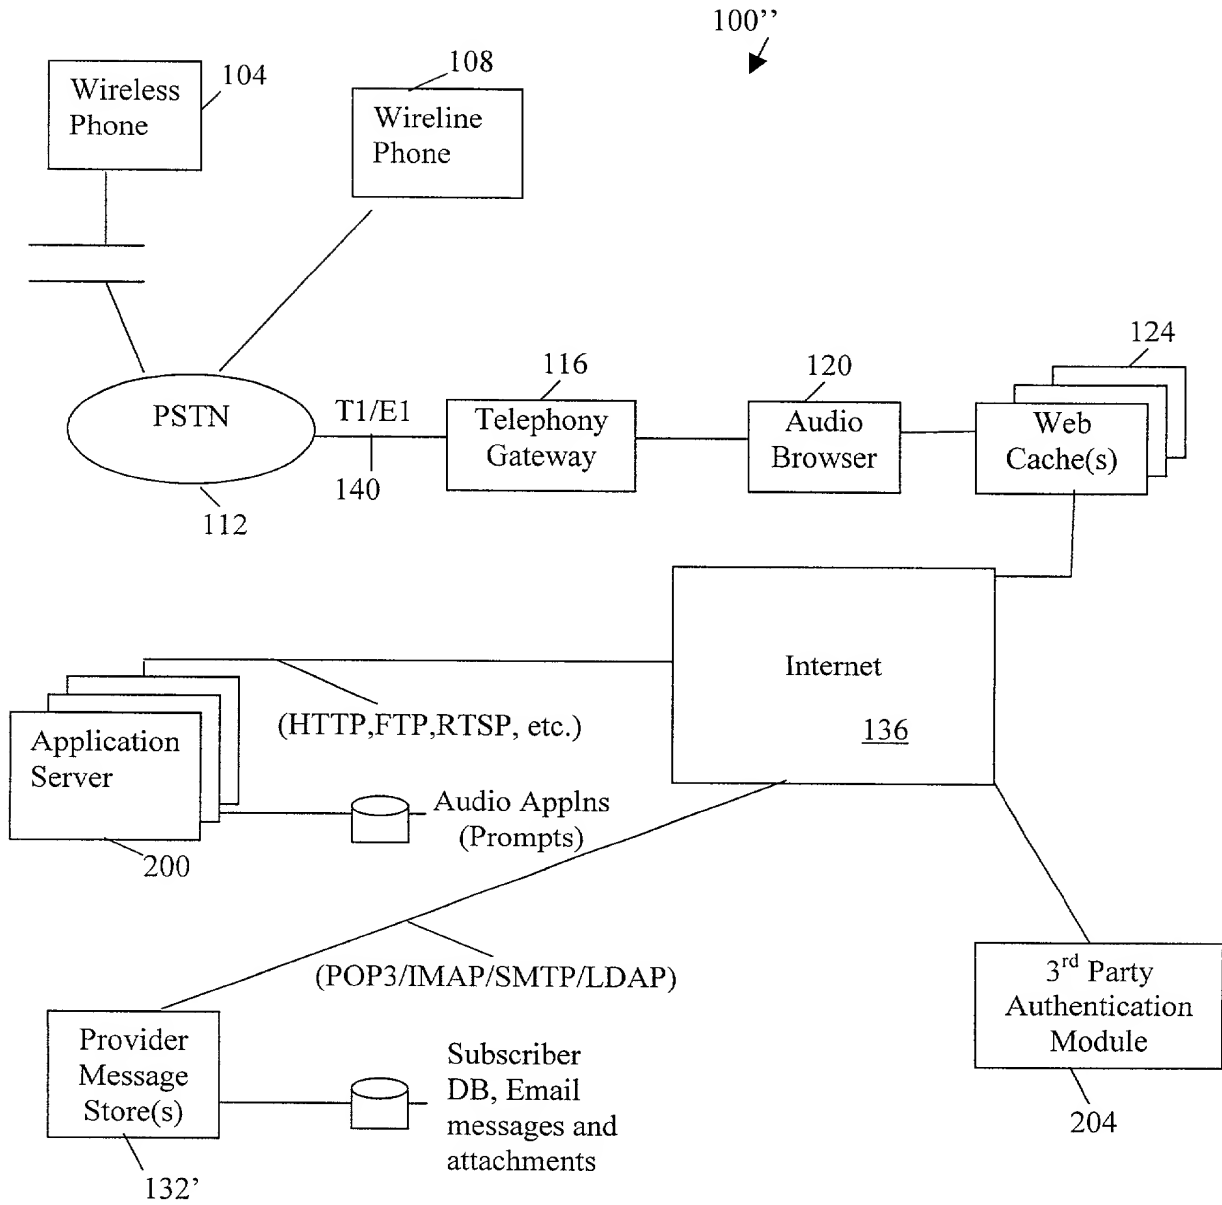 100’’
Wireless
Phone
104
108
Wireline
Phone
124
116
120
PSTN
T1/E1
Telephony
Gateway
Audio
Browser
Web
Cache(s)
140
112
Internet
136
(HTTP,FTP,RTSP, etc.)
Application
Server
Audio Applns
(Prompts)
200
(POP3/IMAP/SMTP/LDAP)
3rd Party
Authentication
Module
Provider
Message
Store(s)
Subscriber
DB, Email
messages and
attachments
204
132’